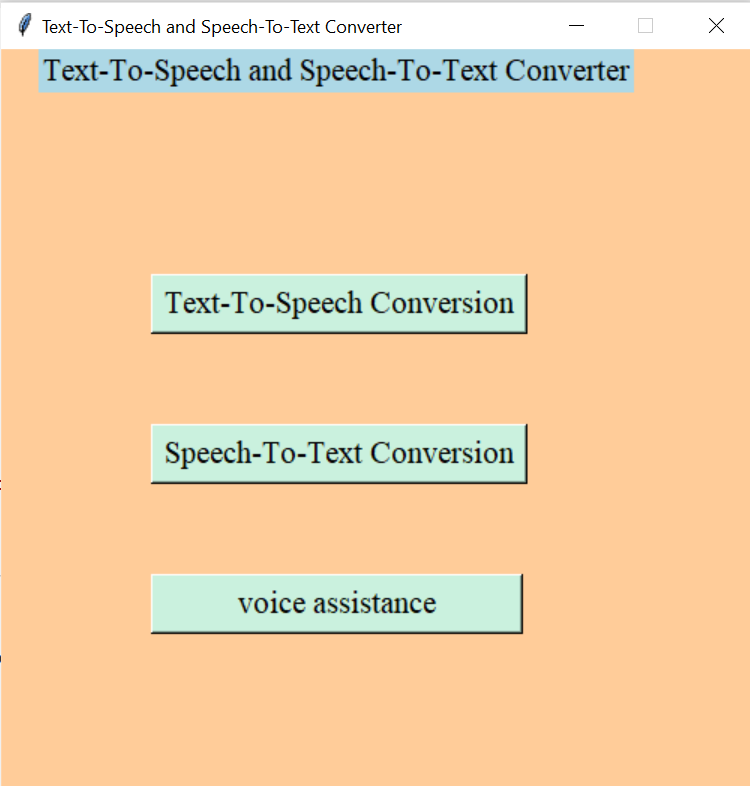 Text-To-Speech and Speech-To-Text Converter
Text-To-Speech and Speech-To-Text Converter
Text-To-Speech Conversion
Speech-To-Text Conversion
voice assistance